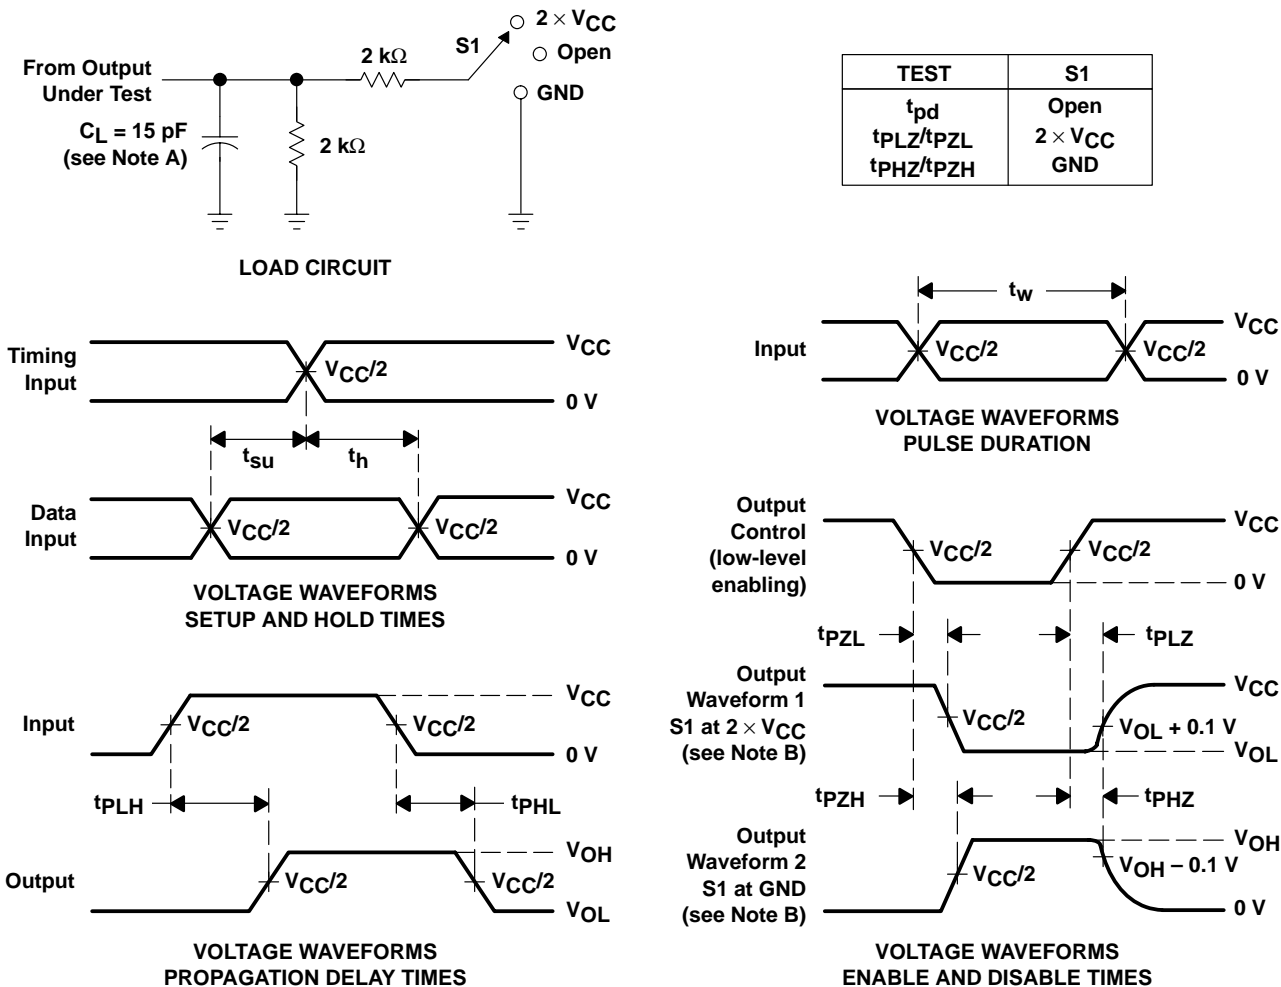 2 × VCC
S1
Open
2 kΩ
From Output
Under Test
GND
CL = 15 pF
(see Note A)
2 kΩ
LOAD CIRCUIT
TEST S1
tpd Open
tPLZ/tPZL 2 × VCC
tPHZ/tPZH GND
Timing
Input
VCC/2
VCC
0 V
tsu
th
Data
Input
VCC/2
VCC/2
VCC
0 V
VOLTAGE WAVEFORMS
SETUP AND HOLD TIMES
tw
Input
VCC/2
VCC/2
VCC
0 V
VOLTAGE WAVEFORMS
PULSE DURATION
Input
VCC/2
VCC/2
VCC
0 V
tPLH
tPHL
Output
VCC/2
VCC/2
VOH
VOL
VOLTAGE WAVEFORMS
PROPAGATION DELAY TIMES
Output
Control
(low-level
enabling)
VCC/2
VCC/2
VCC
0 V
tPZL
tPLZ
Output
Waveform 1
S1 at 2 × VCC
(see Note B)
VCC/2
VCC
VOL + 0.1 V
VOL
tPZH
tPHZ
Output
Waveform 2
S1 at GND
(see Note B)
VCC/2
VOH
VOH − 0.1 V
0 V
VOLTAGE WAVEFORMS
ENABLE AND DISABLE TIMES